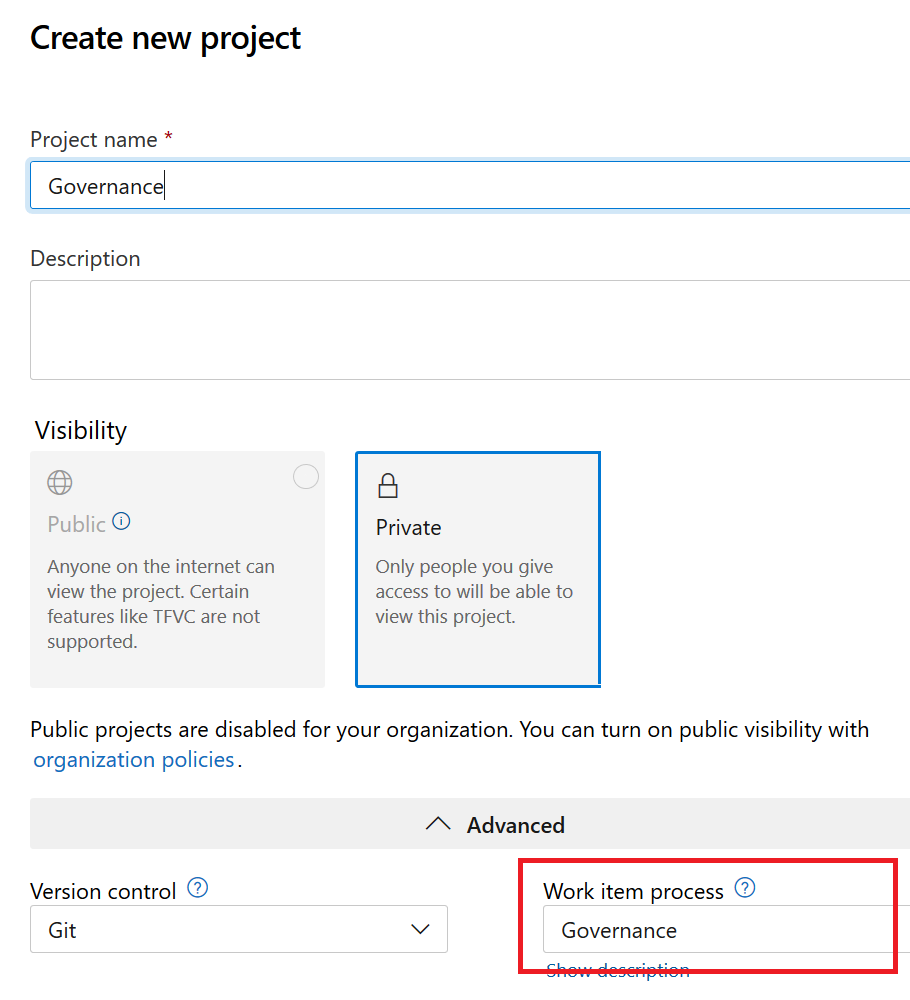 Create new project
Project name *
Governance
Description
Visibility
Public
Anyone on the internet can
view the project. Certain
features like TFVC are not
supported.
Private
Only people you give
access to will be able to
view this project.
Public projects are disabled for your organization. You can turn on public visibility with
organization policies.
Advanced
Version control
Git
Work item process
Governance
Show description